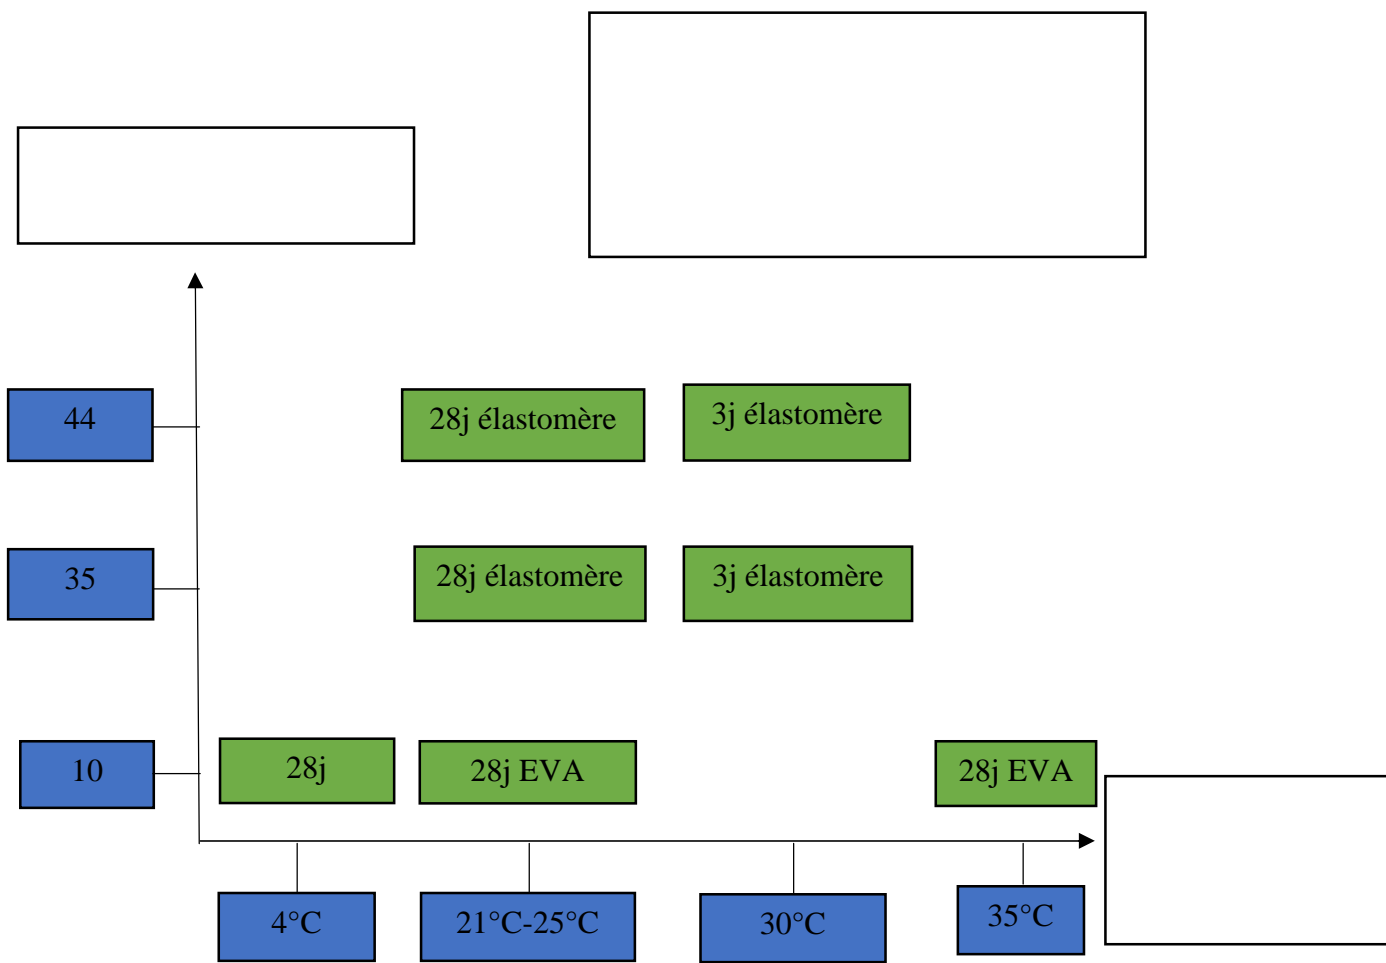 44
28j élastomère
3j élastomère
35
28j élastomère
3j élastomère
10
28j
28j EVA
28j EVA
4°C
21°C-25°C
30°C
35°C